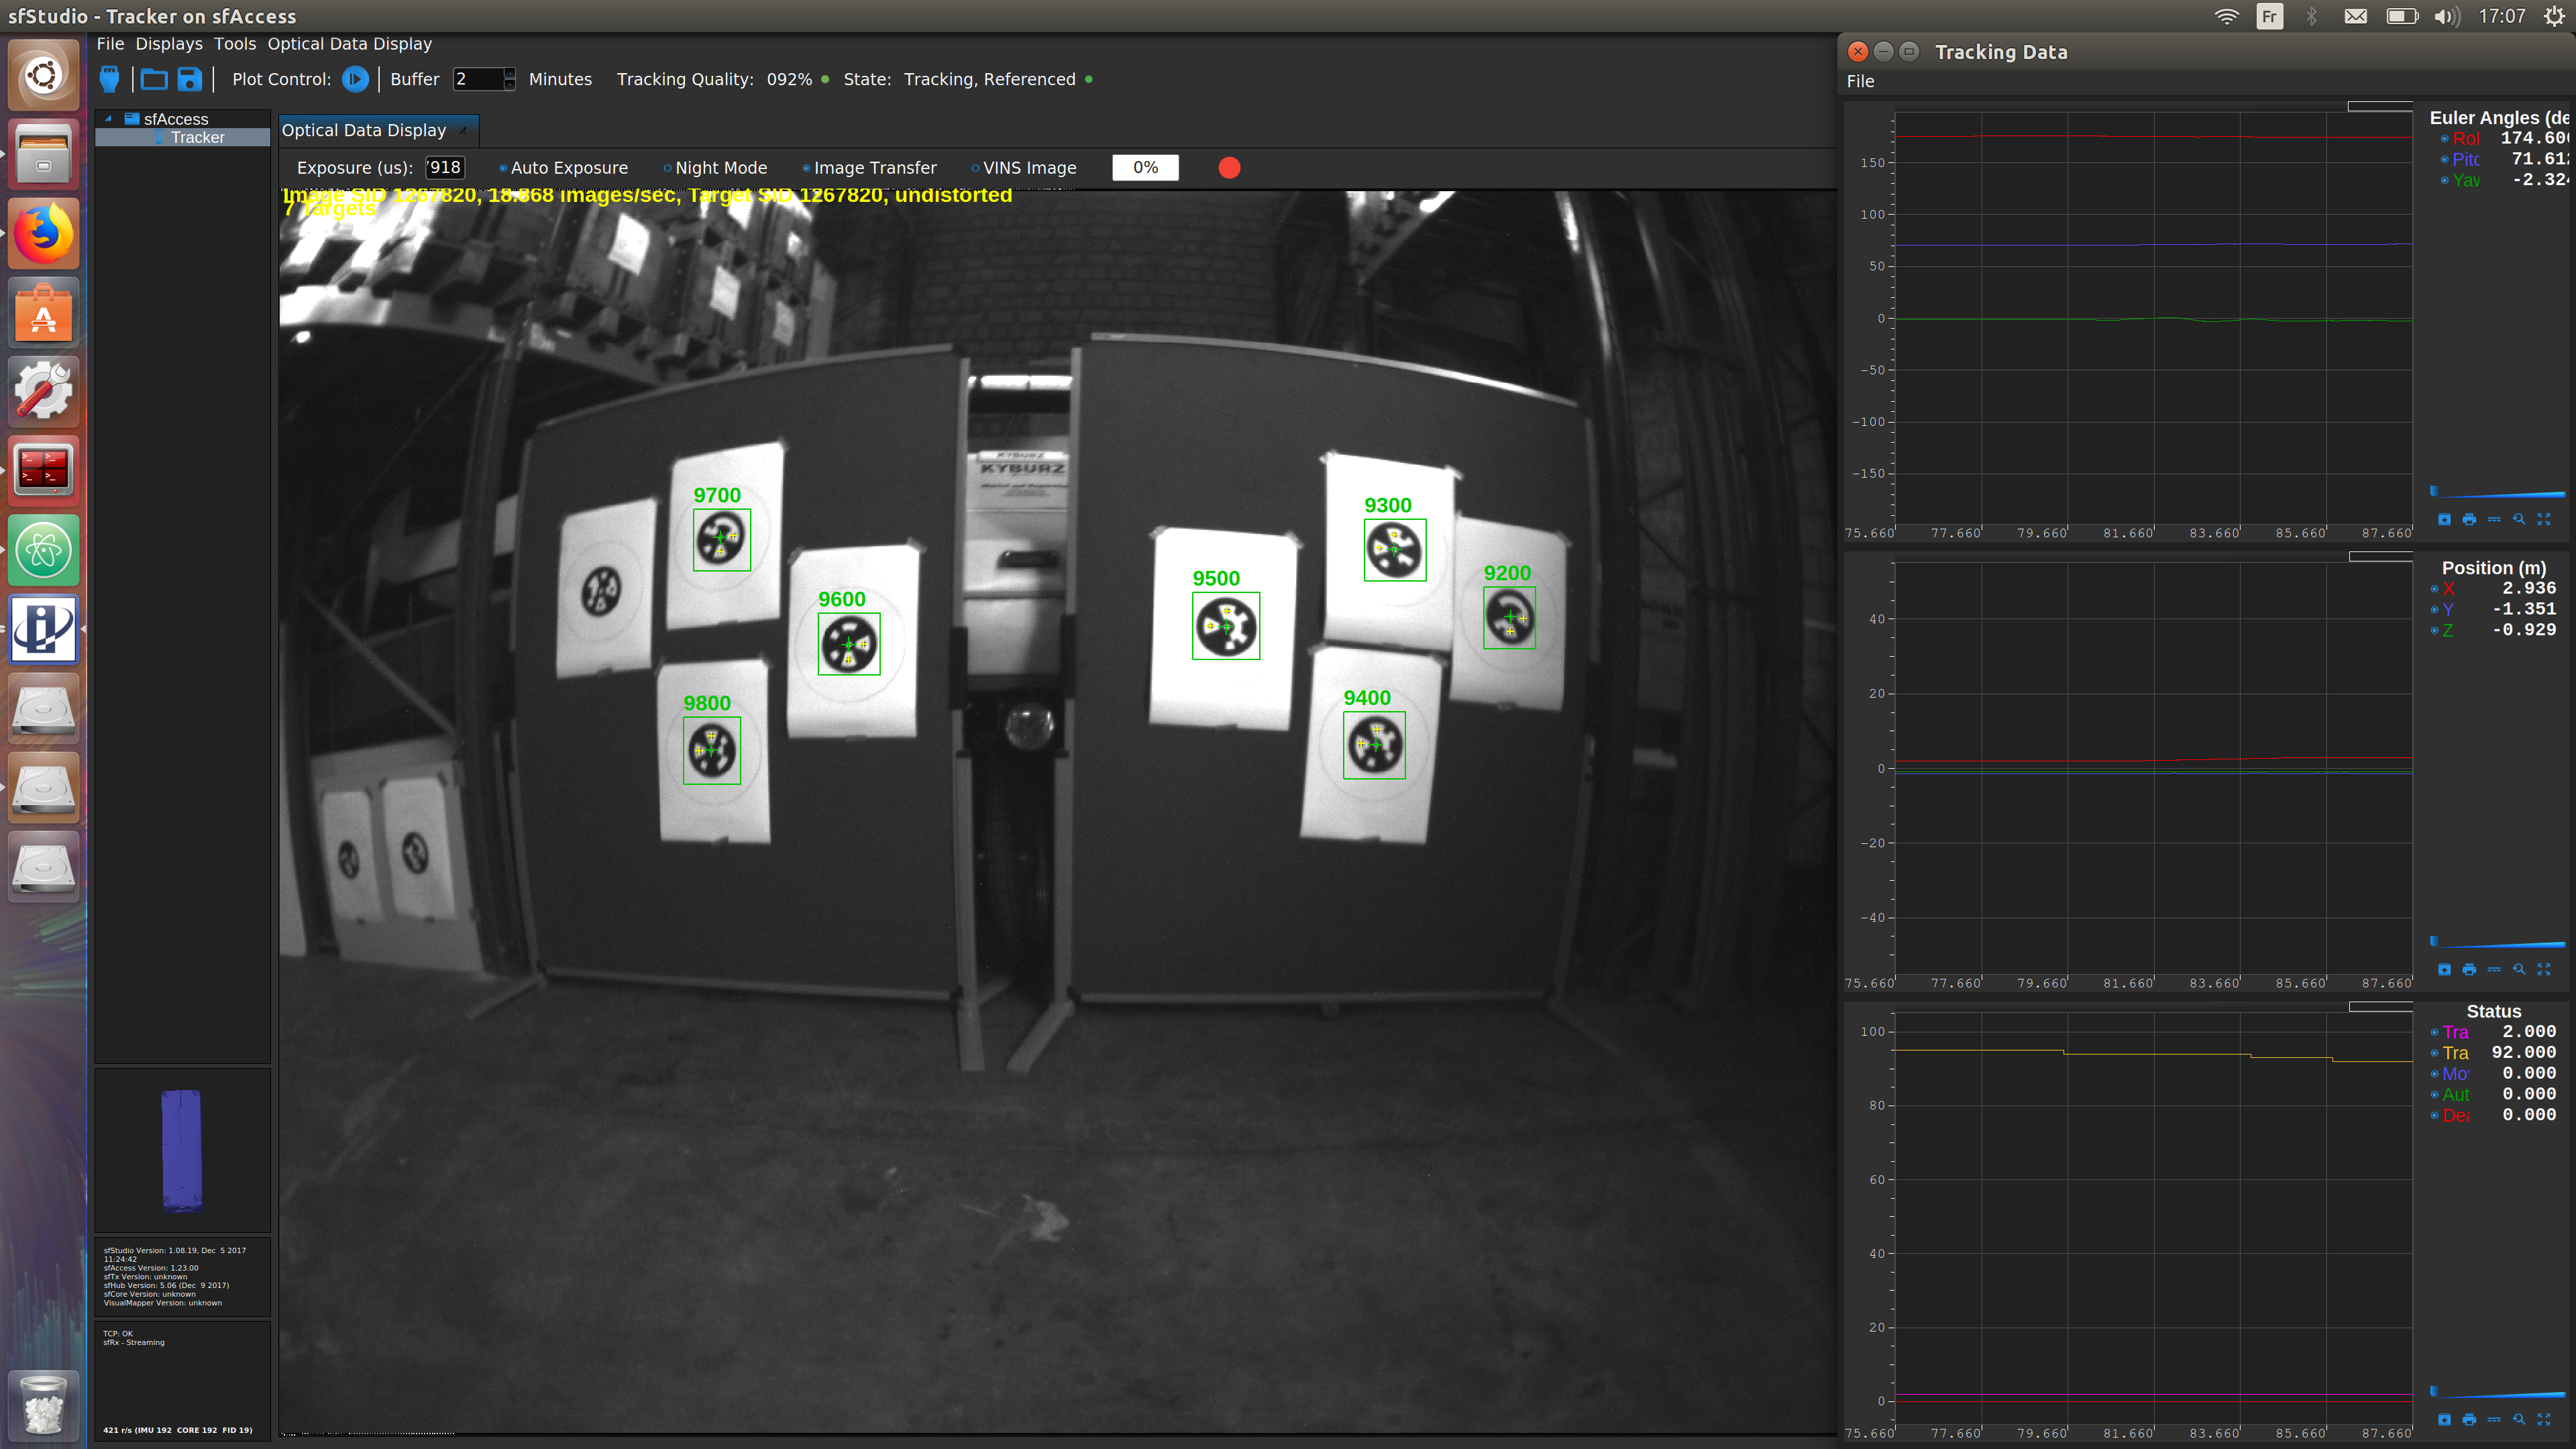 sfStudio - Tracker on sfAccess
Fr
17:07
File Displays Tools Optical Data Display
Plot Control: Buffer 2 Minutes Tracking Quality: 092% State: Tracking, Referenced
sfAccess
Tracker
Optical Data Display
Exposure (us): 918 Auto Exposure Night Mode Image Transfer VINS Image 0%
Image SID 1267820, 18.868 Images/sec, Target SID 1267820, undistorted
7 Targets
KYBURZ
KYBURZ
9700
9300
9200
9500
9600
9400
9800
sfStudio Version: 1.08.19, Dec 5 2017
11:24:42
sfAccess Version: 1.23.00
sfTx Version: unknown
sfHub Version: 5.06 (Dec 9 2017)
sfCore Version: unknown
VisualMapper Version: unknown
TCP: OK
sfRx - Streaming
421 r/s (IMU 192 CORE 192 FID 19)
Tracking Data
File
150
100
50
0
-50
-100
-150
75.660 77.660 79.660 81.660 83.660 85.660 87.660
Euler Angles (de
Rol 174.600
Pitc 71.612
Yaw -2.324
40
20
0
-20
-40
75.660 77.660 79.660 81.660 83.660 85.660 87.660
Position (m)
X 2.936
Y -1.351
Z -0.929
100
80
60
40
20
0
75.660 77.660 79.660 81.660 83.660 85.660 87.660
Status
Tra 2.000
Tra 92.000
Mo 0.000
Aut 0.000
Dea 0.000